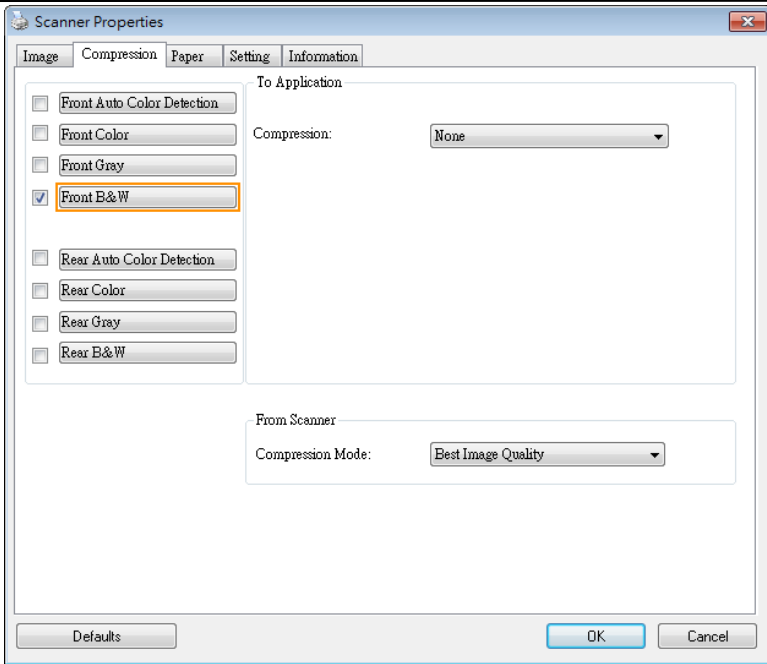 Scanner Properties
Image Compression Paper Setting Information
Front Auto Color Detection
Front Color
Front Gray
Front B&W
Rear Auto Color Detection
Rear Color
Rear Gray
Rear B&W
To Application
Compression: None
From Scanner
Compression Mode: Best Image Quality
Defaults OK Cancel